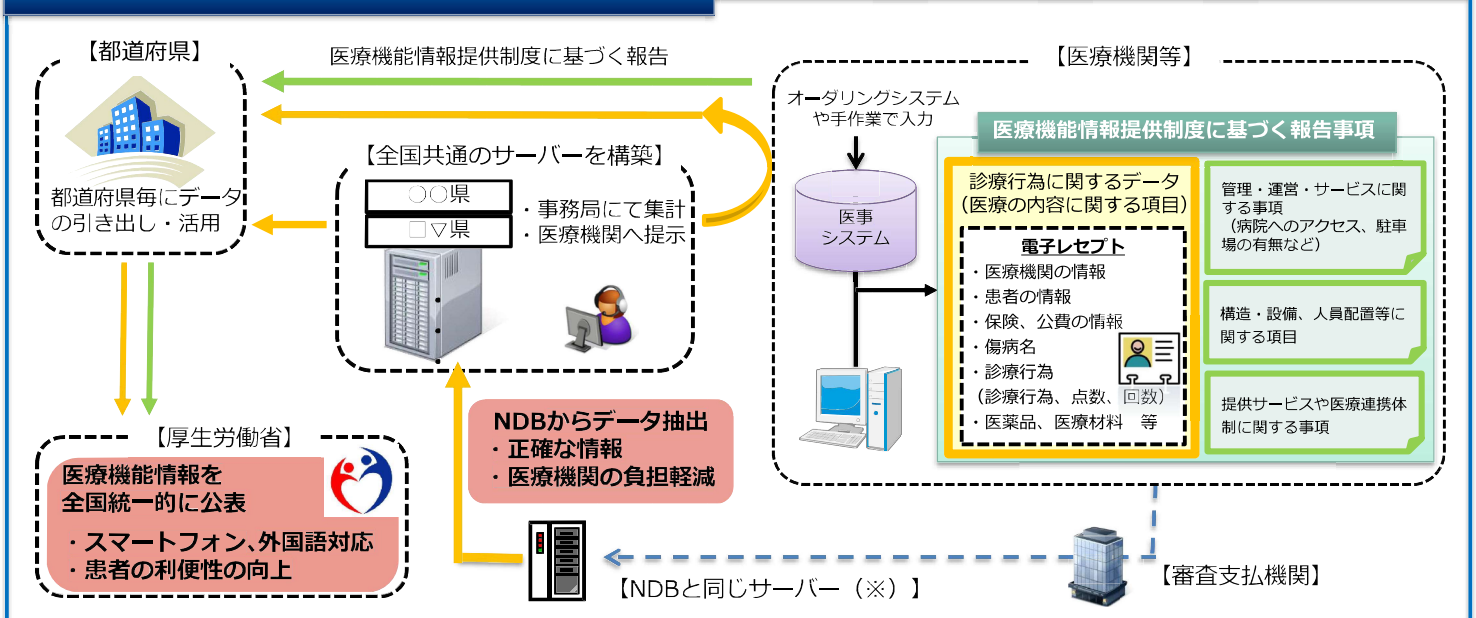 【都道府県】
都道府県毎にデータ
の引き出し・活用
医療機能情報提供制度に基づく報告
【全国共通のサーバーを構築】
○○県
□▽県
・事務局にて集計
・医療機関へ提示
【医療機関等】
オーダリングシステム
や手作業で入力
医事
システム
医療機能情報提供制度に基づく報告事項
診療行為に関するデータ
（医療の内容に関する項目）
電子レセプト
・医療機関の情報
・患者の情報
・保険、公費の情報
・傷病名
・診療行為
（診療行為、点数、回数）
・医薬品、医療材料　等
管理・運営・サービスに関
する事項
（病院へのアクセス、駐車
場の有無など）
構造・設備、人員配置等に
関する項目
提供サービスや医療連携体
制に関する事項
NDBからデータ抽出
・正確な情報
・医療機関の負担軽減
【厚生労働省】
医療機能情報を
全国統一的に公表
・スマートフォン、外国語対応
・患者の利便性の向上
【NDBと同じサーバー（※）】
【審査支払機関】